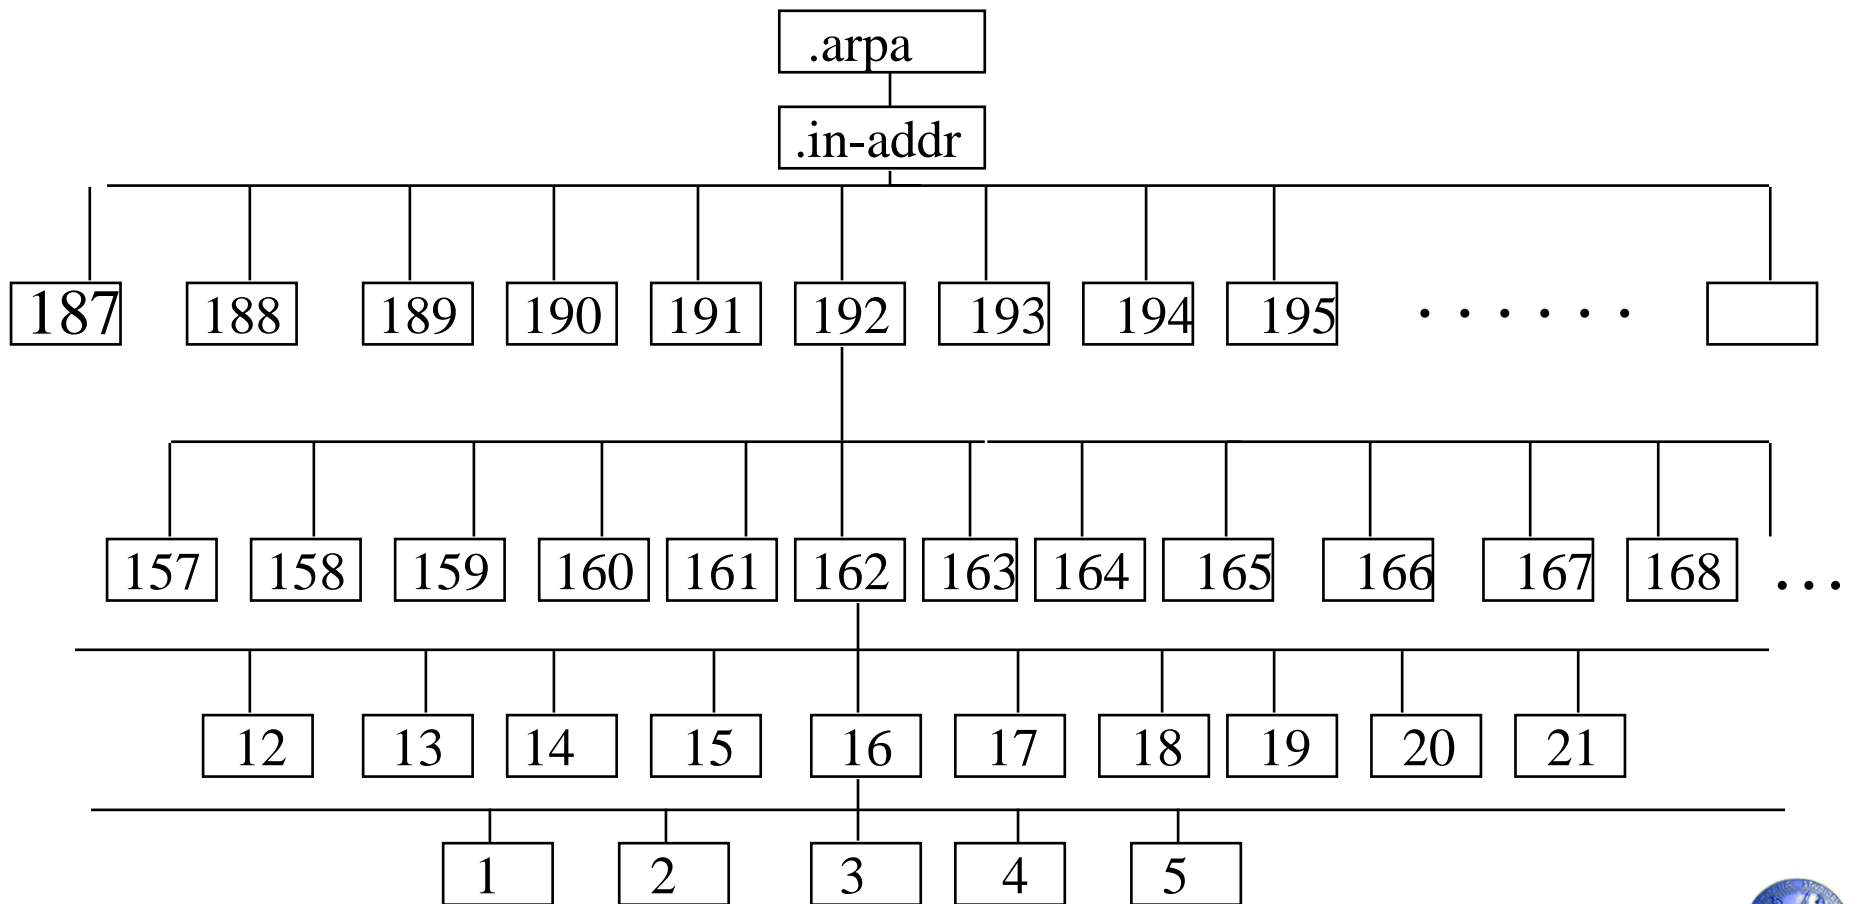 .arpa
.in-addr
187 188 189 190 191 192 193 194 195 . . . . . .
157 158 159 160 161 162 163 164 165 166 167 168 ...
12 13 14 15 16 17 18 19 20 21
1 2 3 4 5